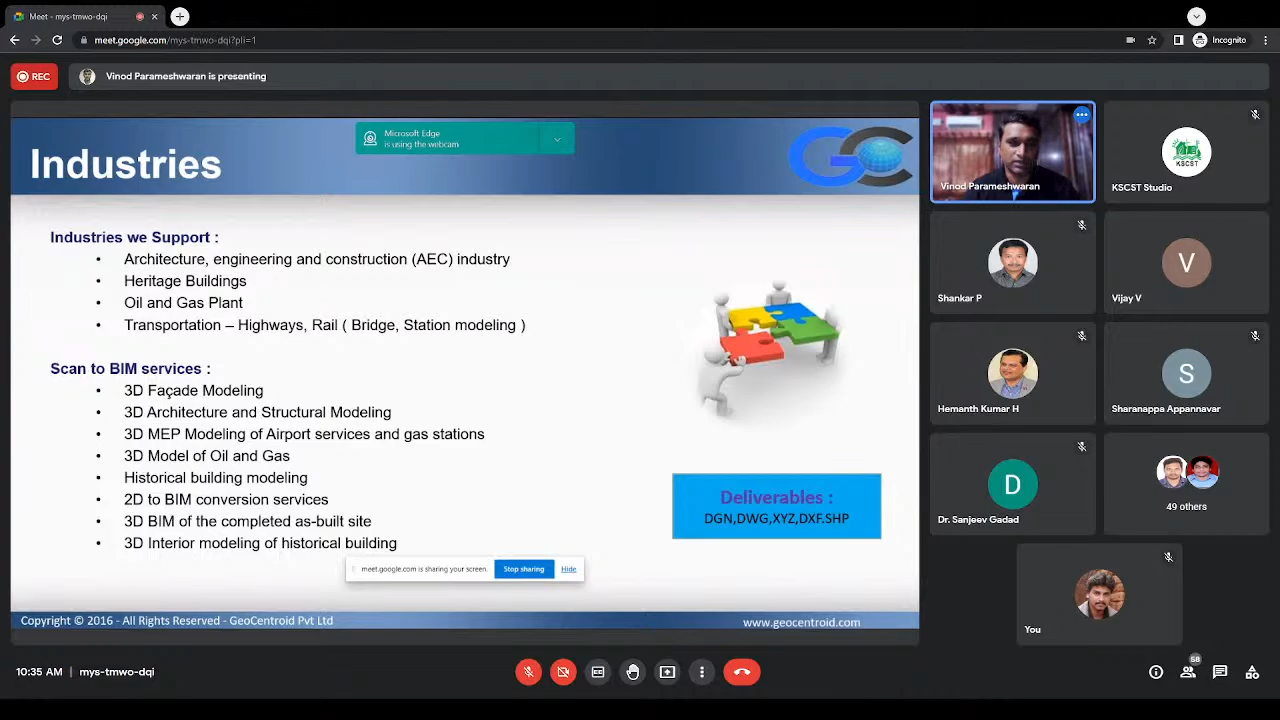 Meet - mys-tmwo-dqi
meet.google.com/mys-tmwo-dqi?pli=1
Incognito
REC
Vinod Parameshwaran is presenting
Microsoft Edge
is using the webcam
Industries
GC
Industries we Support :
• Architecture, engineering and construction (AEC) industry
• Heritage Buildings
• Oil and Gas Plant
• Transportation – Highways, Rail ( Bridge, Station modeling )
Scan to BIM services :
• 3D Façade Modeling
• 3D Architecture and Structural Modeling
• 3D MEP Modeling of Airport services and gas stations
• 3D Model of Oil and Gas
• Historical building modeling
• 2D to BIM conversion services
• 3D BIM of the completed as-built site
• 3D Interior modeling of historical building
Deliverables :
DGN,DWG,XYZ,DXF.SHP
meet.google.com is sharing your screen.
Stop sharing
Hide
Copyright © 2016 - All Rights Reserved - GeoCentroid Pvt Ltd
www.geocentroid.com
Vinod Parameshwaran
KSCST
KSCST Studio
Shankar P
V
Vijay V
Hemanth Kumar H
S
Sharanappa Appannavar
D
Dr. Sanjeev Gadad
49 others
You
10:35 AM | mys-tmwo-dqi
58